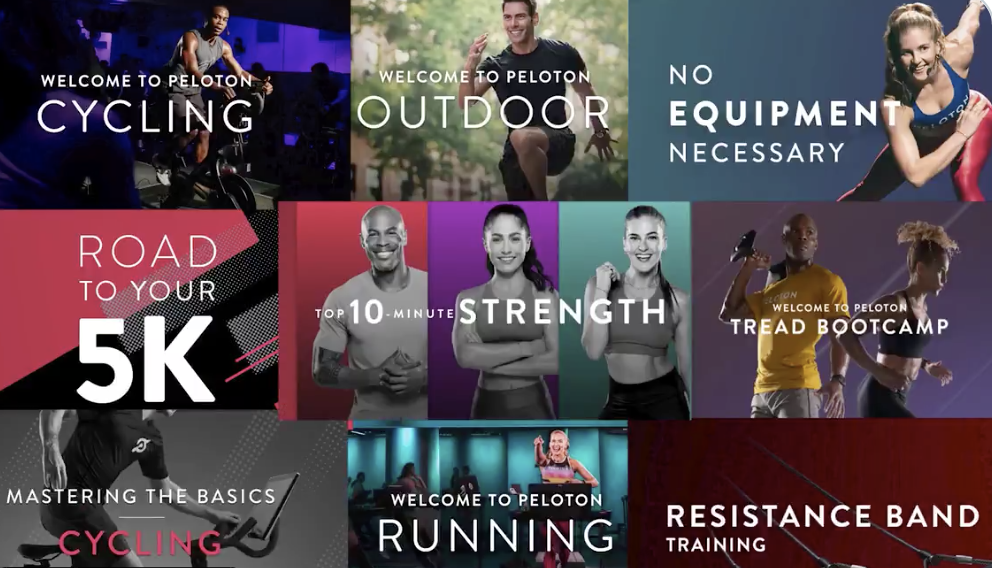 WELCOME TO PELOTON
CYCLING
WELCOME TO PELOTON
OUTDOOR
NO
EQUIPMENT
NECESSARY
ROAD
TO YOUR
5K
TOP 10-MINUTE STRENGTH
WELCOME TO PELOTON
TREAD BOOTCAMP
MASTERING THE BASICS
CYCLING
WELCOME TO PELOTON
RUNNING
RESISTANCE BAND
TRAINING